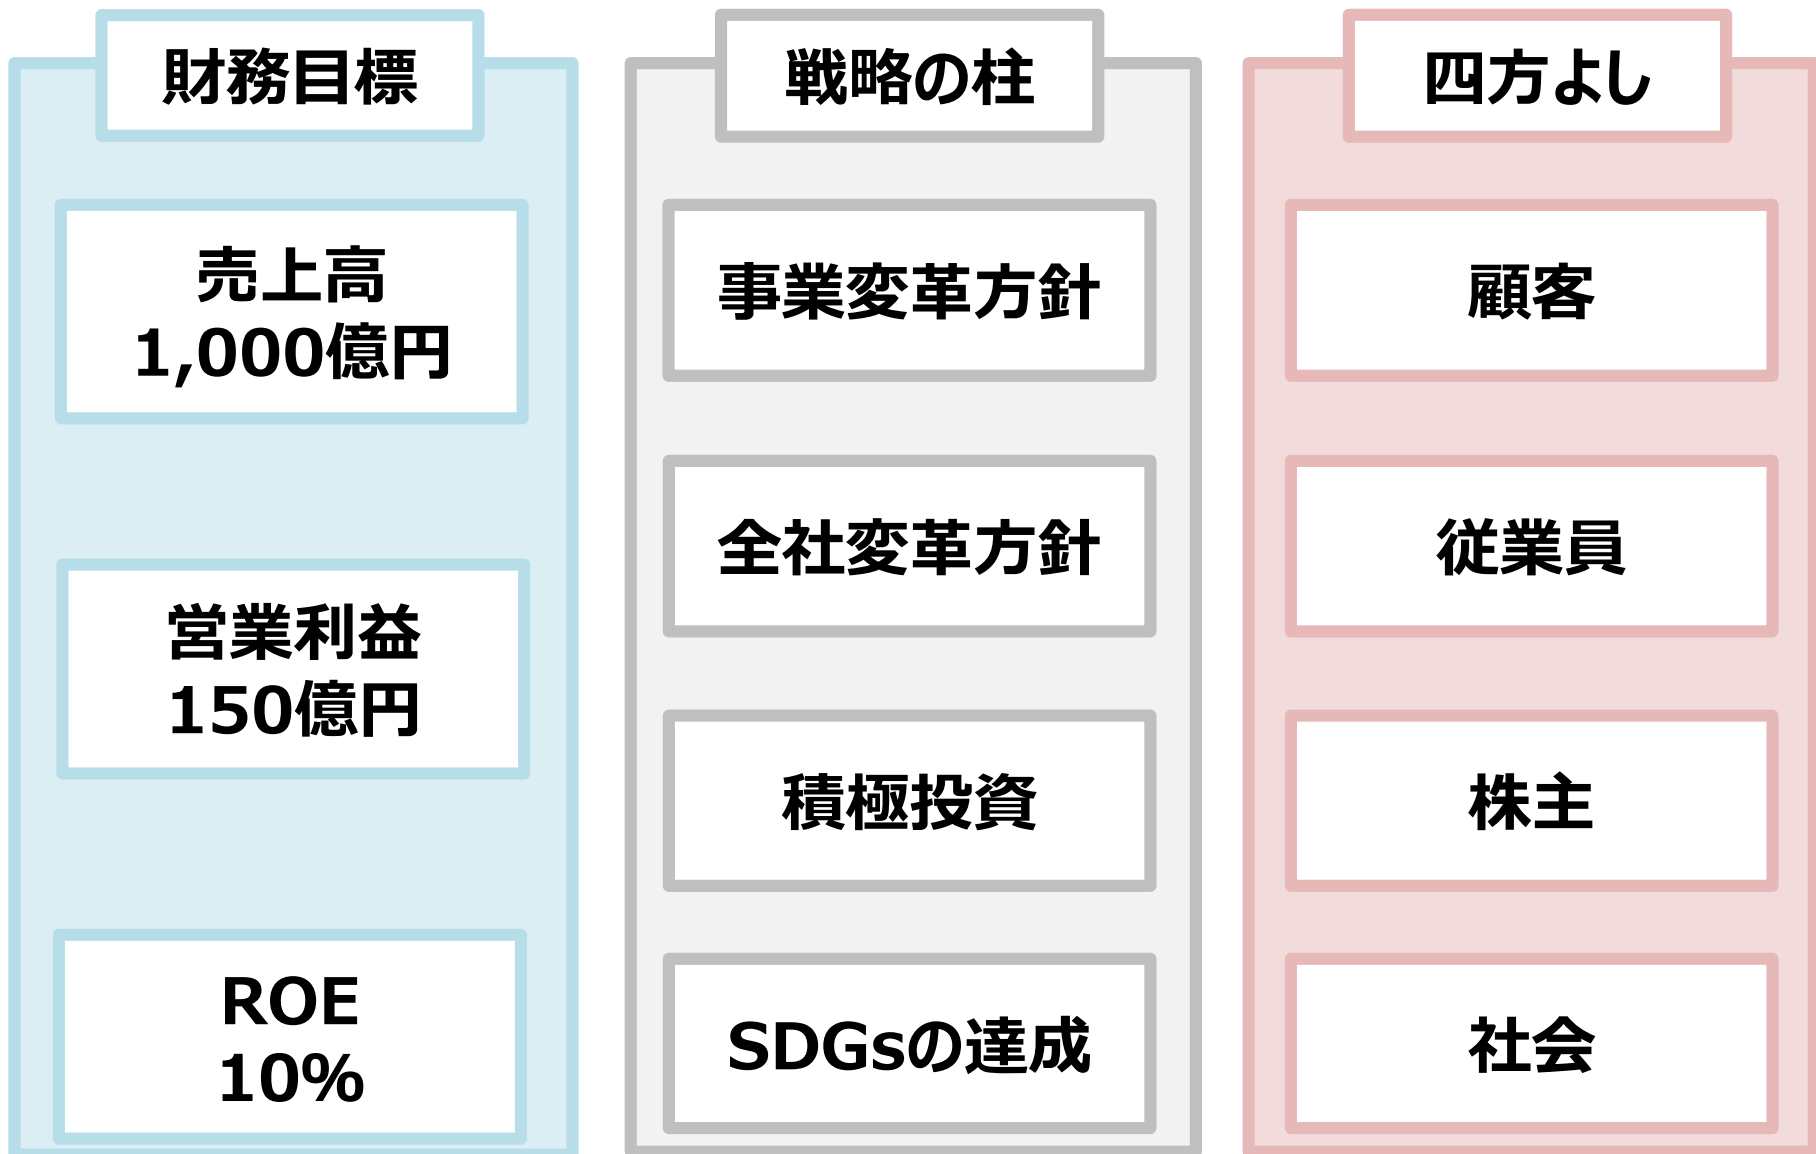 財務目標
売上高
1,000億円
営業利益
150億円
ROE
10%
戦略の柱
事業変革方針
全社変革方針
積極投資
SDGsの達成
四方よし
顧客
従業員
株主
社会